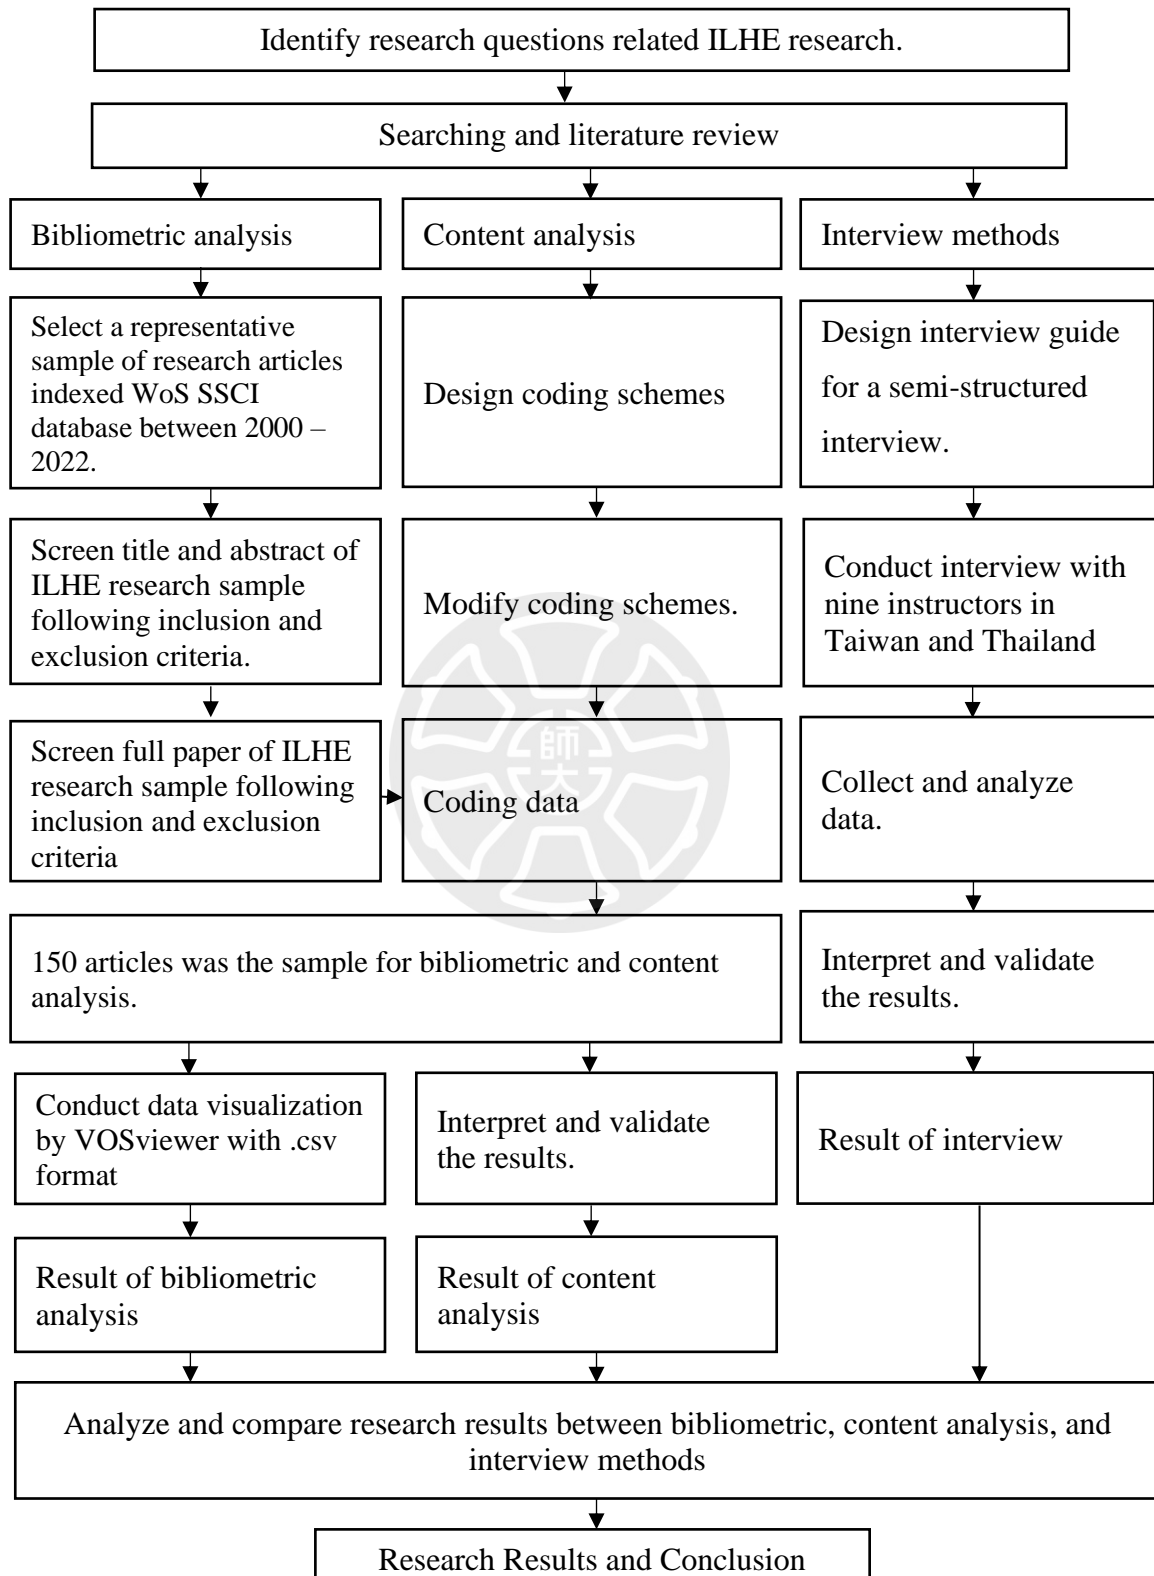 Identify research questions related ILHE research.
Searching and literature review
Bibliometric analysis
Content analysis
Interview methods
Select a representative
sample of research articles
indexed WoS SSCI
database between 2000 –
2022.
Design coding schemes
Design interview guide
for a semi-structured
interview.
Screen title and abstract of
ILHE research sample
following inclusion and
exclusion criteria.
Modify coding schemes.
Conduct interview with
nine instructors in
Taiwan and Thailand
Screen full paper of ILHE
research sample following
inclusion and exclusion
criteria
Coding data
師大
Collect and analyze
data.
150 articles was the sample for bibliometric and content
analysis.
Interpret and validate
the results.
Conduct data visualization
by VOSviewer with .csv
format
Interpret and validate
the results.
Result of interview
Result of bibliometric
analysis
Result of content
analysis
Analyze and compare research results between bibliometric, content analysis, and
interview methods
Research Results and Conclusion